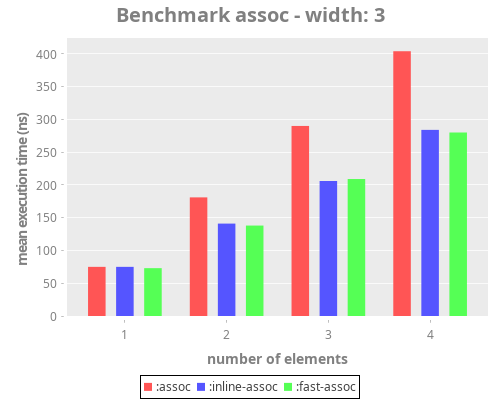 Benchmark assoc - width: 3
mean execution time (ns)
400
350
300
250
200
150
100
50
0
1 2 3 4
number of elements
:assoc :inline-assoc :fast-assoc